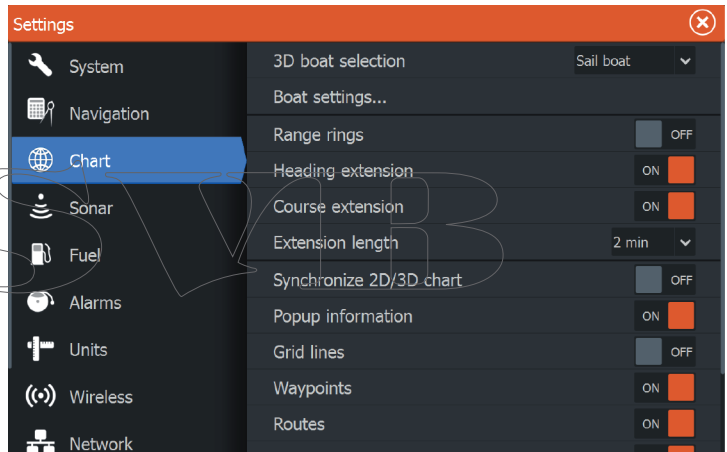 Settings
System
Navigation
Chart
Sonar
Fuel
Alarms
Units
Wireless
Network
3D boat selection Sail boat
Boat settings...
Range rings OFF
Heading extension ON
Course extension ON
Extension length 2 min
Synchronize 2D/3D chart OFF
Popup information ON
Grid lines OFF
Waypoints ON
Routes ON
SYB